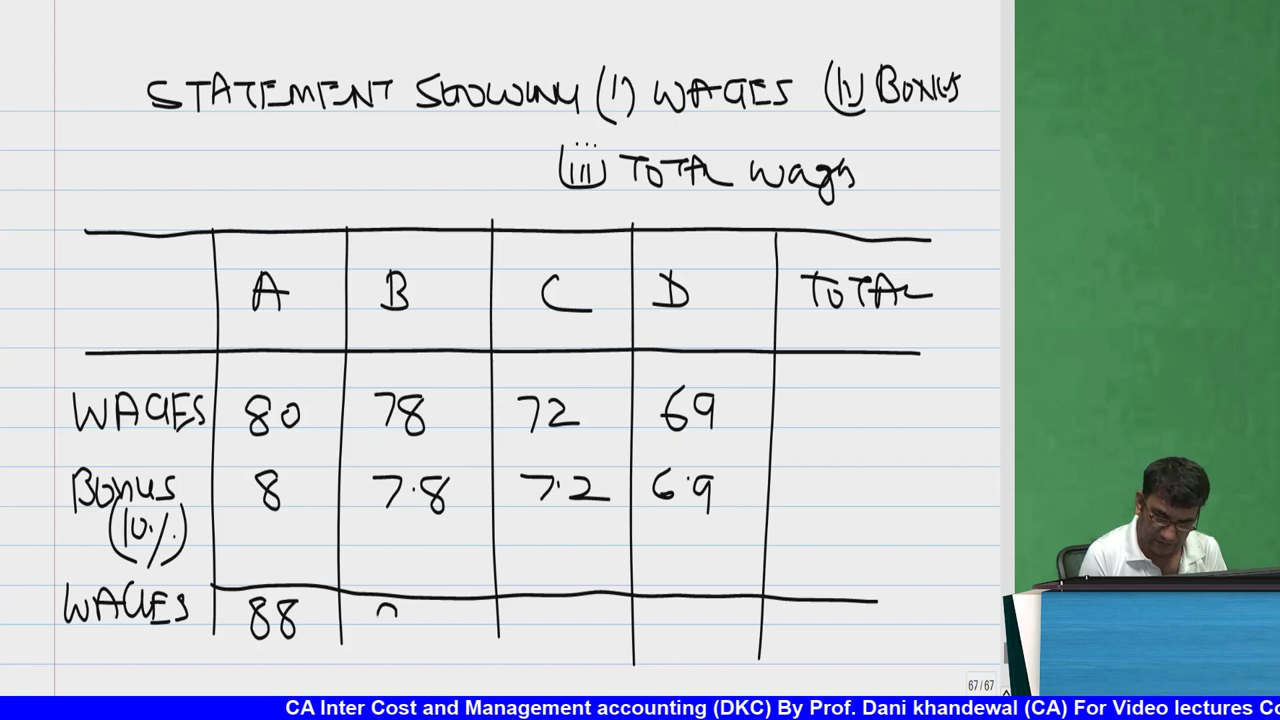 STATEMENT SHOWING (i) WAGES (ii) BONUS
(iii) TOTAL wages
A B C D TOTAL
WAGES 80 78 72 69
Bonus 8 7.8 7.2 6.9
(10%)
WAGES 88
67/67
CA Inter Cost and Management accounting (DKC) By Prof. Dani khandewal (CA) For Video lectures Co